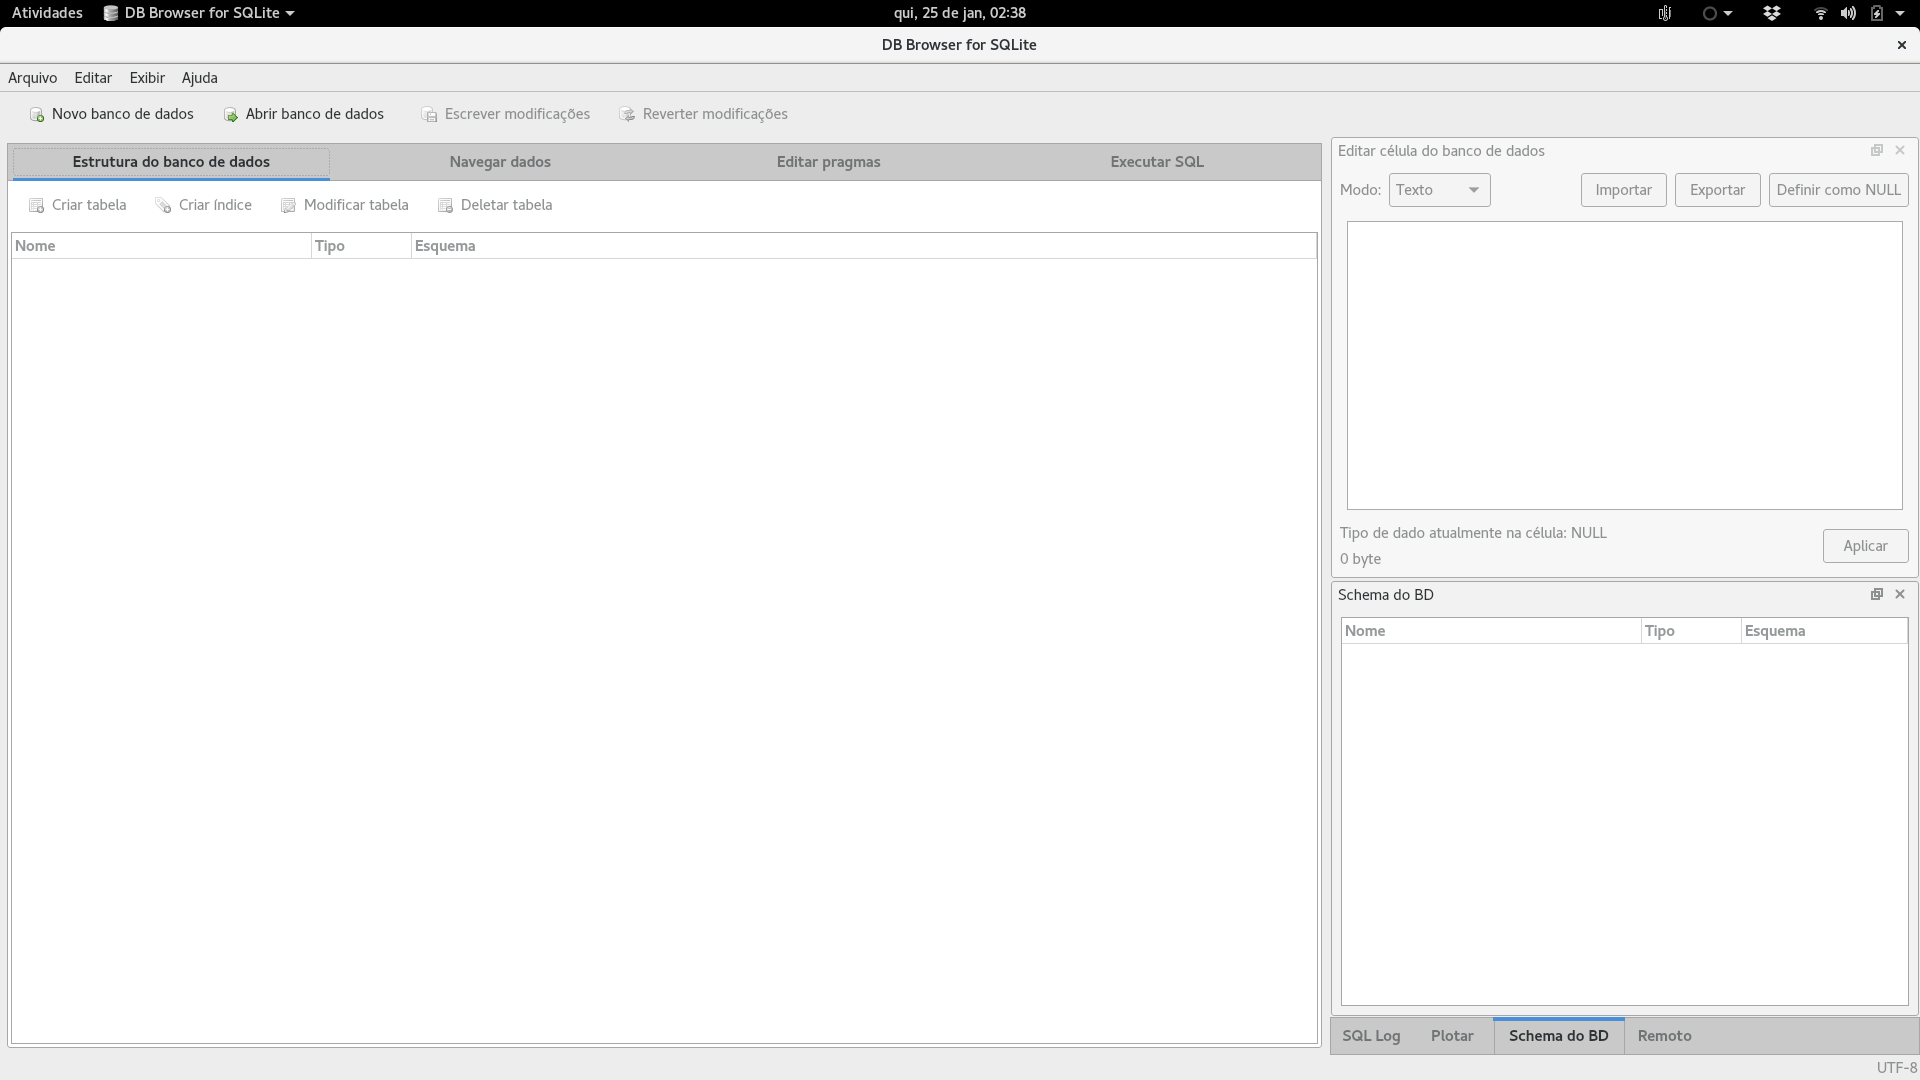 Atividades DB Browser for SQLite qui, 25 de jan, 02:38
DB Browser for SQLite
Arquivo Editar Exibir Ajuda
Novo banco de dados Abrir banco de dados Escrever modificações Reverter modificações
Estrutura do banco de dados Navegar dados Editar pragmas Executar SQL
Criar tabela Criar índice Modificar tabela Deletar tabela
Nome Tipo Esquema
Editar célula do banco de dados
Modo: Texto Importar Exportar Definir como NULL
Tipo de dado atualmente na célula: NULL
0 byte
Aplicar
Schema do BD
Nome Tipo Esquema
SQL Log Plotar Schema do BD Remoto
UTF-8